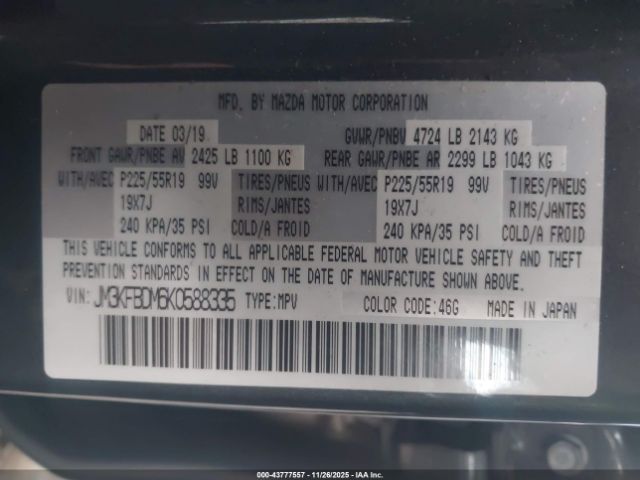 MFD. BY MAZDA MOTOR CORPORATION
DATE 03/19 GVWR/PNBV 4724 LB 2143 KG
FRONT GAWR/PNBE AV 2425 LB 1100 KG REAR GAWR/PNBE AR 2299 LB 1043 KG
WITH/AVEC P225/55R19 99V TIRES/PNEUS WITH/AVEC P225/55R19 99V TIRES/PNEUS
19X7J RIMS/JANTES 19X7J RIMS/JANTES
240 KPA/35 PSI COLD/A FROID 240 KPA/35 PSI COLD/A FROID
THIS VEHICLE CONFORMS TO ALL APPLICABLE FEDERAL MOTOR VEHICLE SAFETY AND THEFT
PREVENTION STANDARDS IN EFFECT ON THE DATE OF MANUFACTURE SHOWN ABOVE.
VIN: JM3KFBDM6K0588335 TYPE:MPV COLOR CODE:46G MADE IN JAPAN
000-43777557 - 11/26/2025 - IAA Inc.